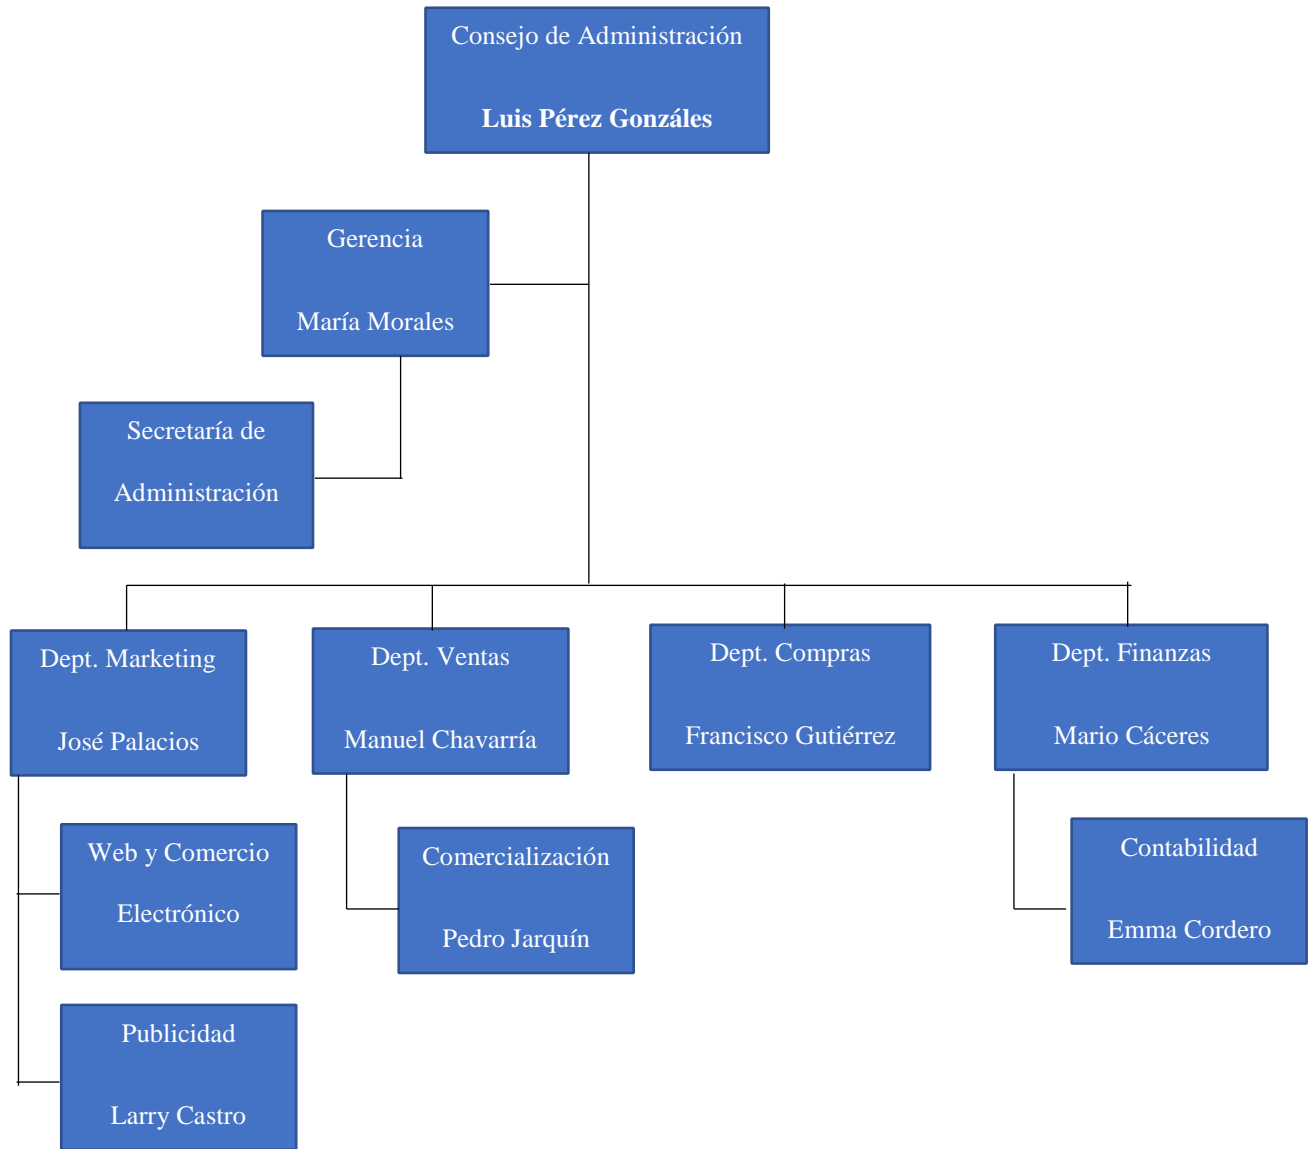 Consejo de Administración
Luis Pérez Gonzáles
Gerencia
María Morales
Secretaría de
Administración
Dept. Marketing
José Palacios
Dept. Ventas
Manuel Chavarría
Dept. Compras
Francisco Gutiérrez
Dept. Finanzas
Mario Cáceres
Web y Comercio
Electrónico
Comercialización
Pedro Jarquín
Contabilidad
Emma Cordero
Publicidad
Larry Castro